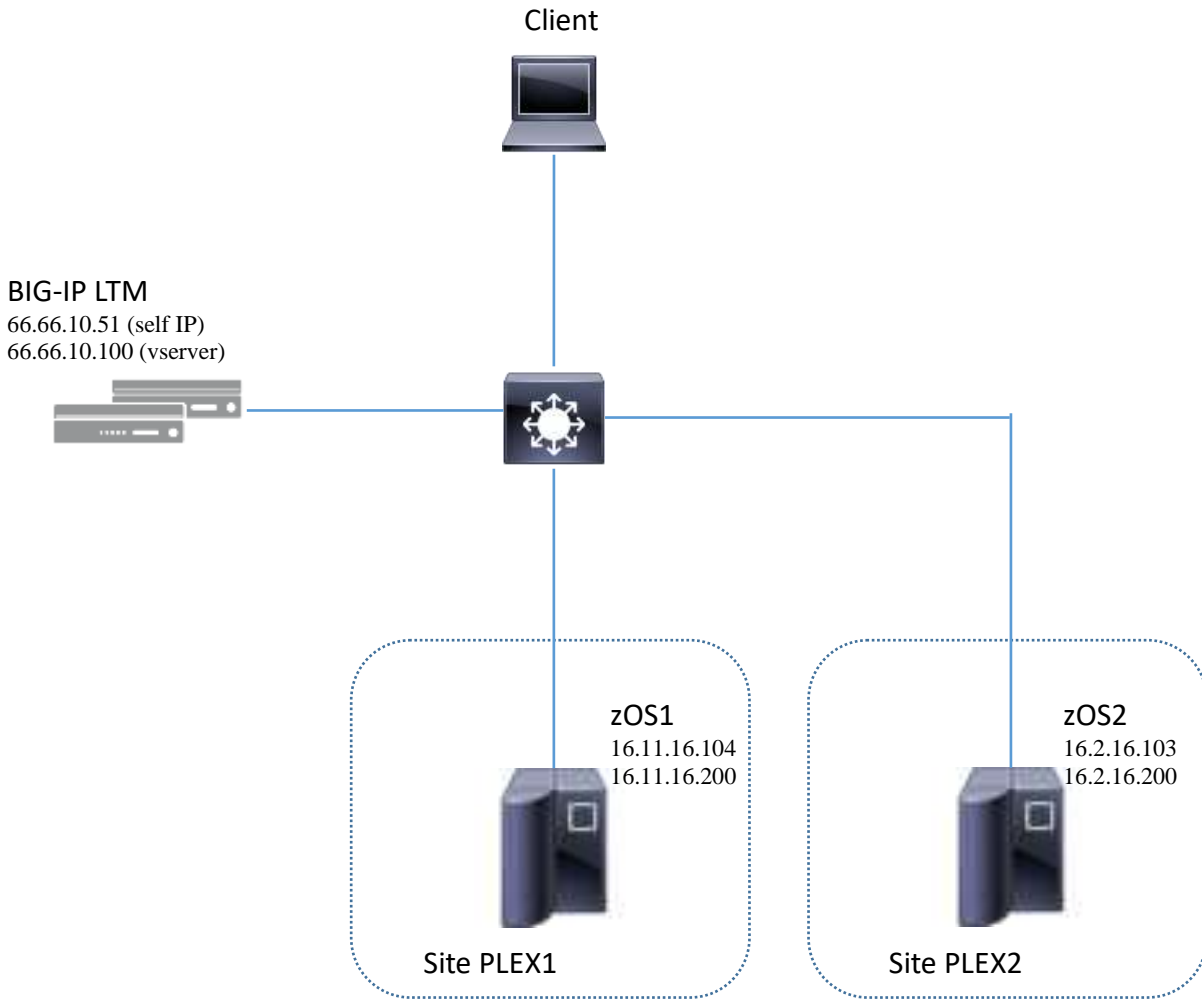 Client
BIG-IP LTM
66.66.10.51 (self IP)
66.66.10.100 (vserver)
zOS1
16.11.16.104
16.11.16.200
zOS2
16.2.16.103
16.2.16.200
Site PLEX1
Site PLEX2